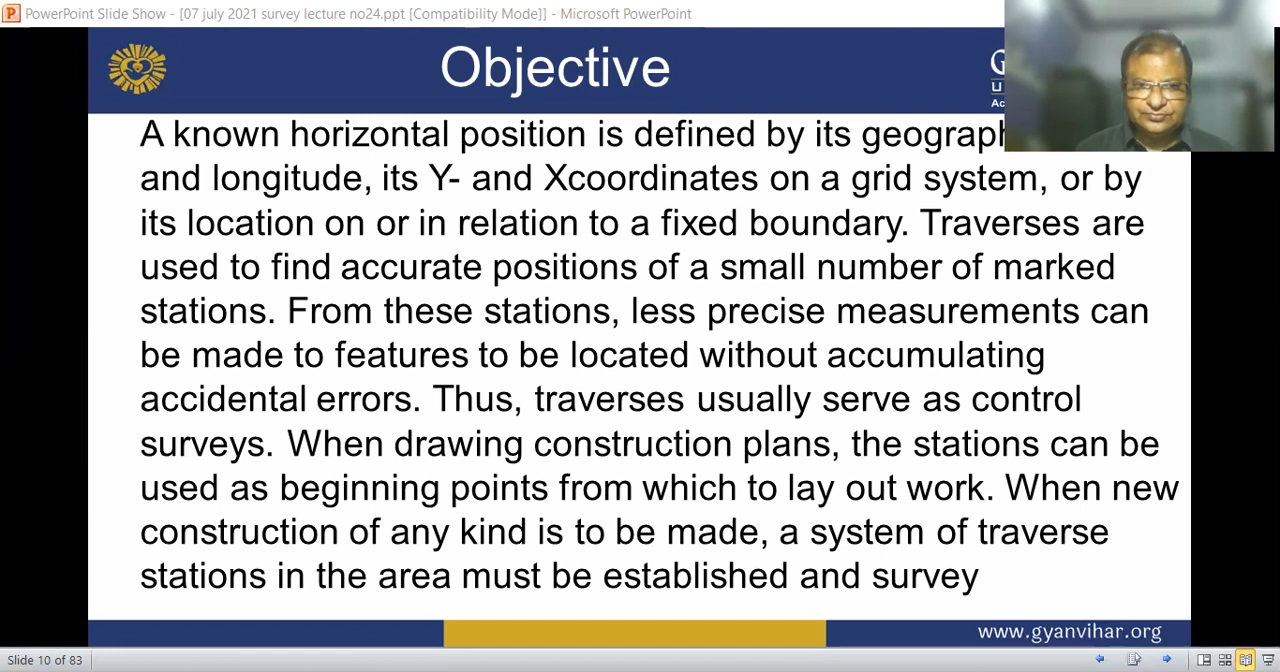 PowerPoint Slide Show - [07 july 2021 survey lecture no24.ppt [Compatibility Mode]] - Microsoft PowerPoint
Objective
A known horizontal position is defined by its
and longitude, its Y- and Xcoordinates on a grid system, or by
its location on or in relation to a fixed boundary. Traverses are
used to find accurate positions of a small number of marked
stations. From these stations, less precise measurements can
be made to features to be located without accumulating
accidental errors. Thus, traverses usually serve as control
surveys. When drawing construction plans, the stations can be
used as beginning points from which to lay out work. When new
construction of any kind is to be made, a system of traverse
stations in the area must be established and survey
www.gyanvihar.org
Slide 10 of 83